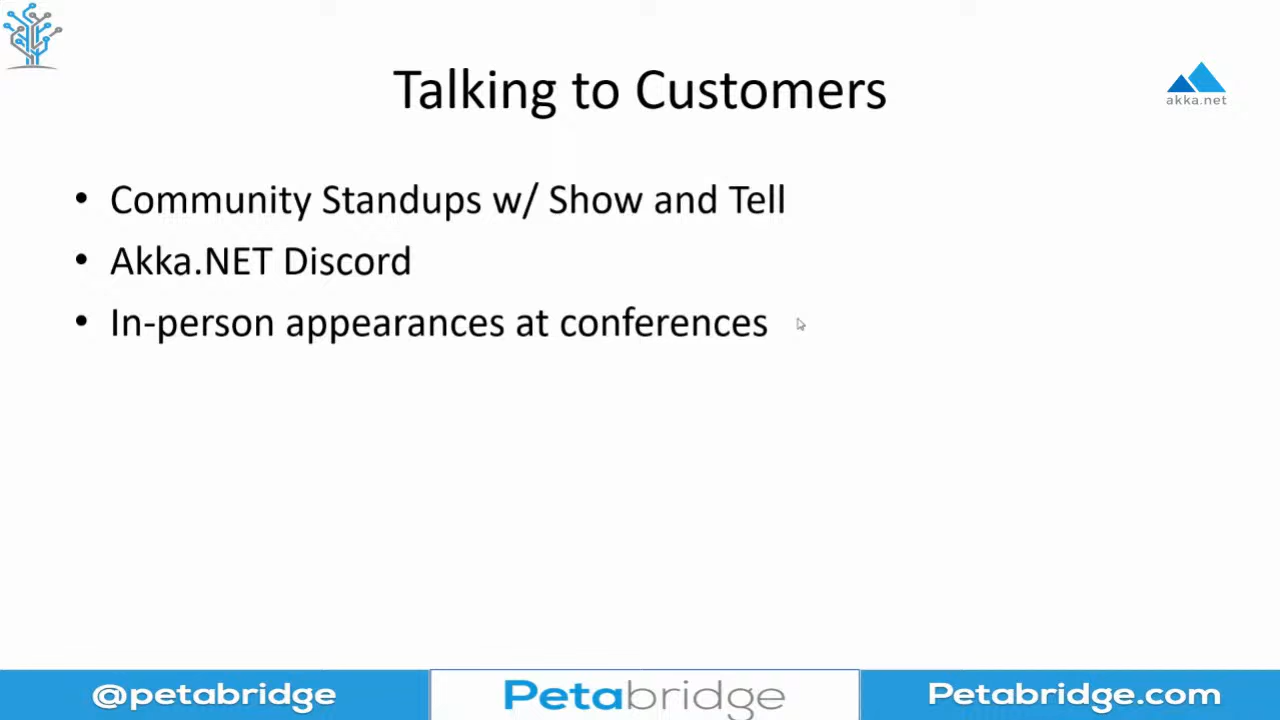 Talking to Customers
akka.net
• Community Standups w/ Show and Tell
• Akka.NET Discord
• In-person appearances at conferences
@petabridge
Petabridge
Petabridge.com